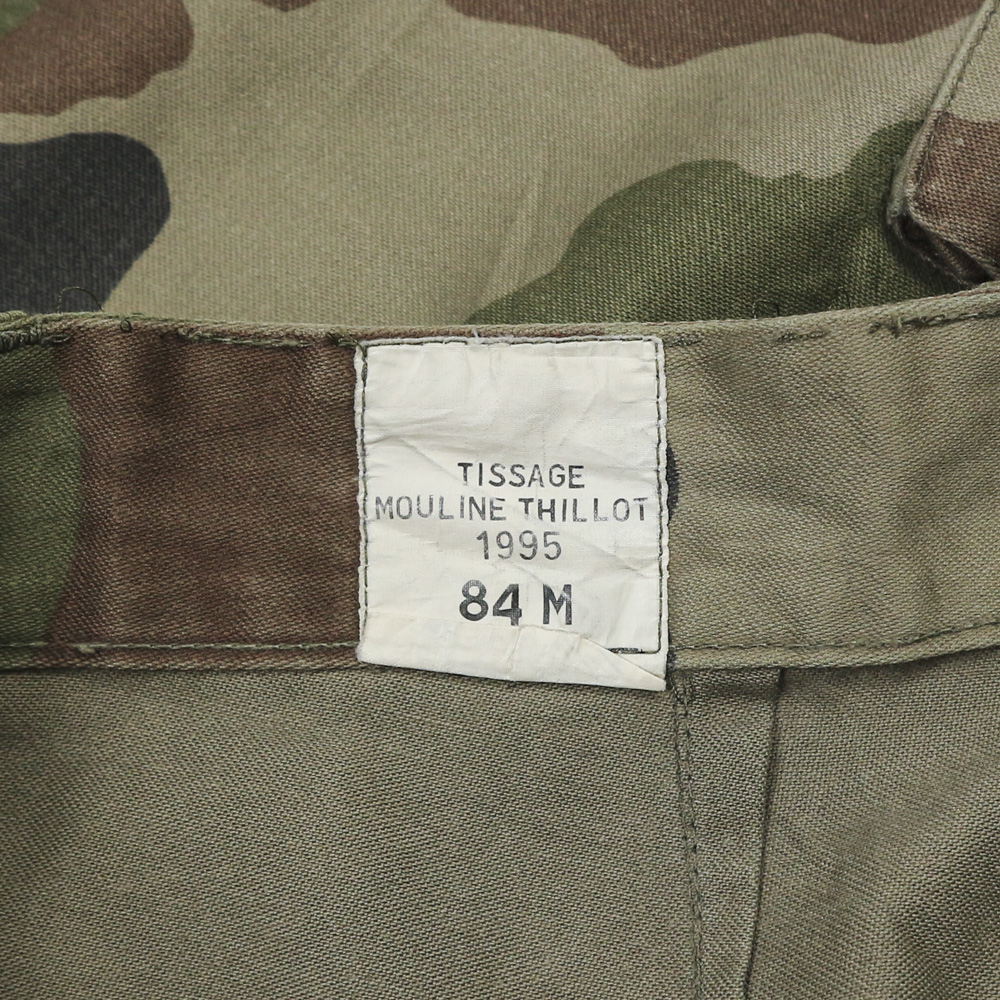 TISSAGE
MOULINE THILLOT
1995
84 M